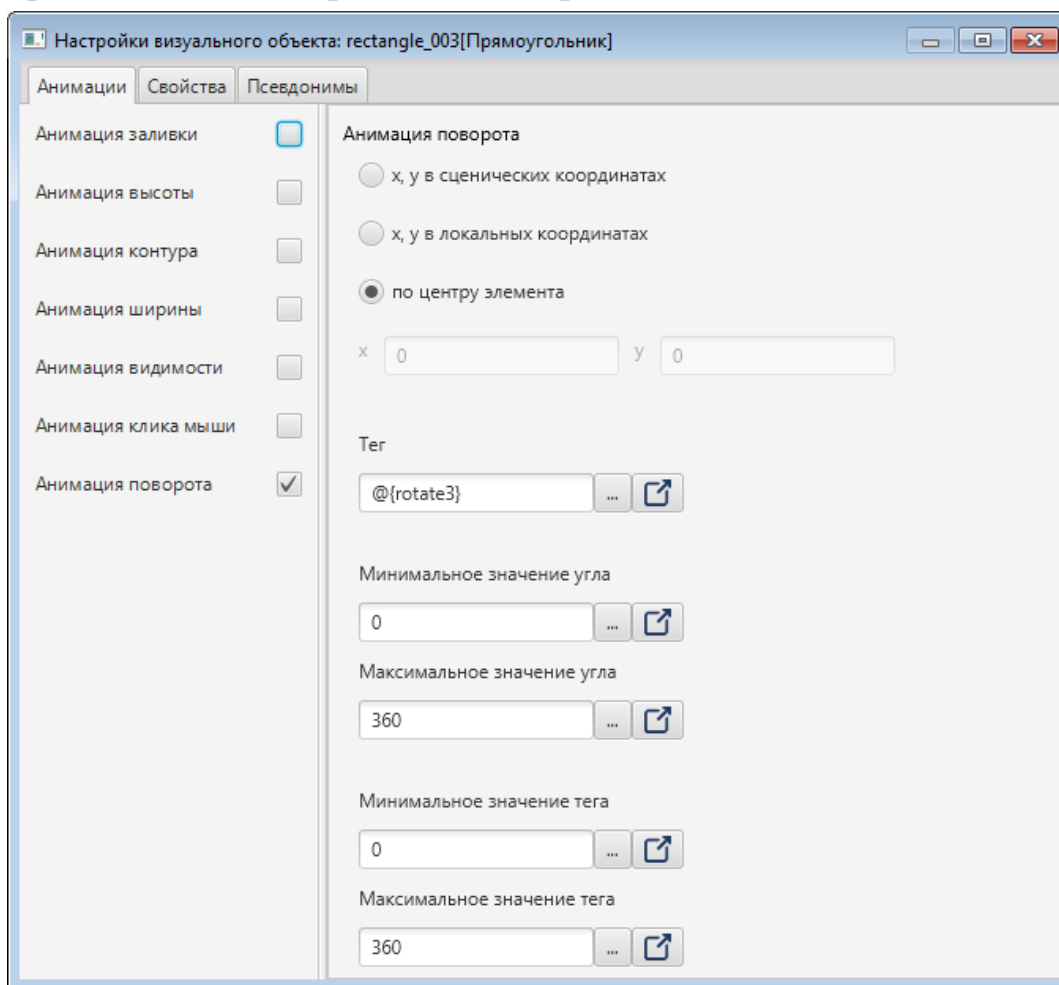 Настройки визуального объекта: rectangle_003[Прямоугольник]
Анимации Свойства Псевдонимы
Анимация заливки
Анимация высоты
Анимация контура
Анимация ширины
Анимация видимости
Анимация клика мыши
Анимация поворота
Анимация поворота
x, y в сценических координатах
x, y в локальных координатах
по центру элемента
x 0 y 0
Тег
@{rotate3} ...
Минимальное значение угла
0 ...
Максимальное значение угла
360 ...
Минимальное значение тега
0 ...
Максимальное значение тега
360 ...